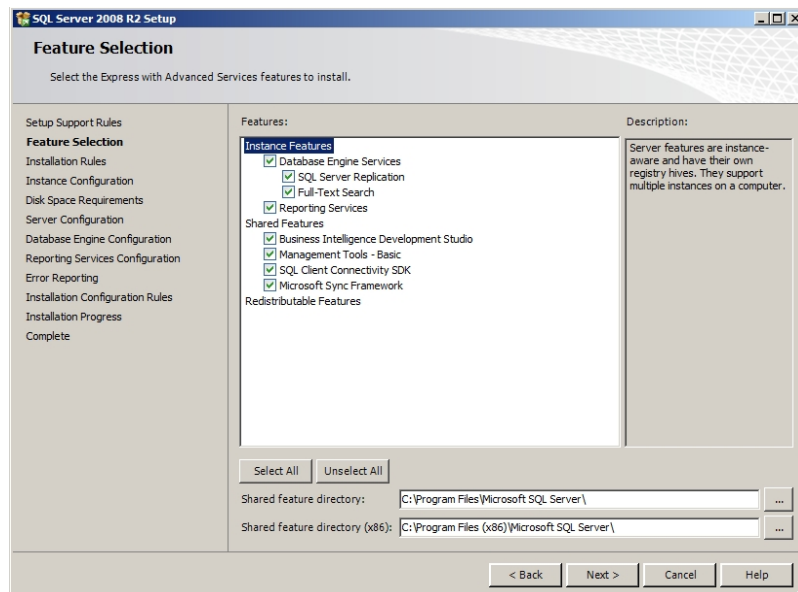 SQL Server 2008 R2 Setup
Feature Selection
Select the Express with Advanced Services features to install.
Setup Support Rules
Feature Selection
Installation Rules
Instance Configuration
Disk Space Requirements
Server Configuration
Database Engine Configuration
Reporting Services Configuration
Error Reporting
Installation Configuration Rules
Installation Progress
Complete
Features:
Instance Features
Database Engine Services
SQL Server Replication
Full-Text Search
Reporting Services
Shared Features
Business Intelligence Development Studio
Management Tools - Basic
SQL Client Connectivity SDK
Microsoft Sync Framework
Redistributable Features
Description:
Server features are instance-
aware and have their own
registry hives. They support
multiple instances on a computer.
Select All
Unselect All
Shared feature directory:
C:\Program Files\Microsoft SQL Server\
...
Shared feature directory (x86):
C:\Program Files (x86)\Microsoft SQL Server\
...
< Back
Next >
Cancel
Help